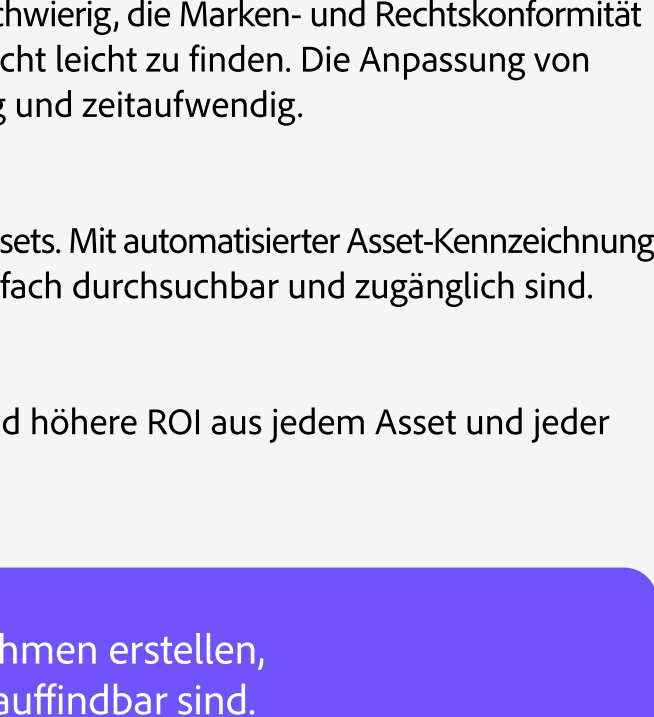 chwierig, die Marken- und Rechtskonformität
cht leicht zu finden. Die Anpassung von
g und zeitaufwendig.
sets. Mit automatisierter Asset-Kennzeichnung
fach durchsuchbar und zugänglich sind.
d höhere ROI aus jedem Asset und jeder
hmen erstellen,
auffindbar sind.